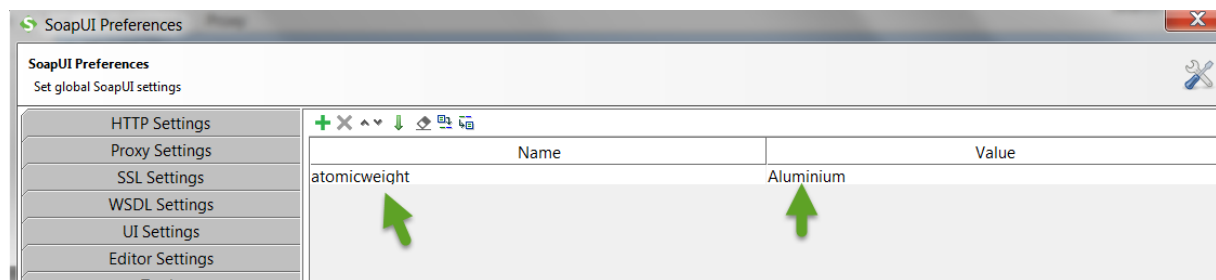 SoapUI Preferences
SoapUI Preferences
Set global SoapUI settings
HTTP Settings
Proxy Settings
SSL Settings
WSDL Settings
UI Settings
Editor Settings
Name Value
atomicweight Aluminium